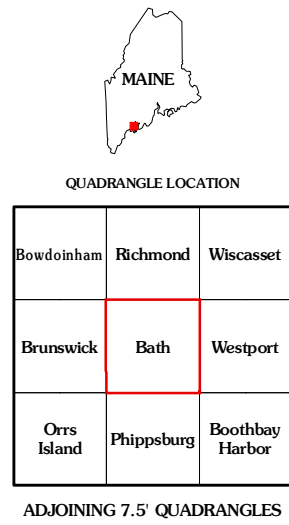 MAINE
QUADRANGLE LOCATION
Bowdoinham Richmond Wiscasset
Brunswick Bath Westport
Orrs
Island
Phippsburg
Boothbay
Harbor
ADJOINING 7.5' QUADRANGLES